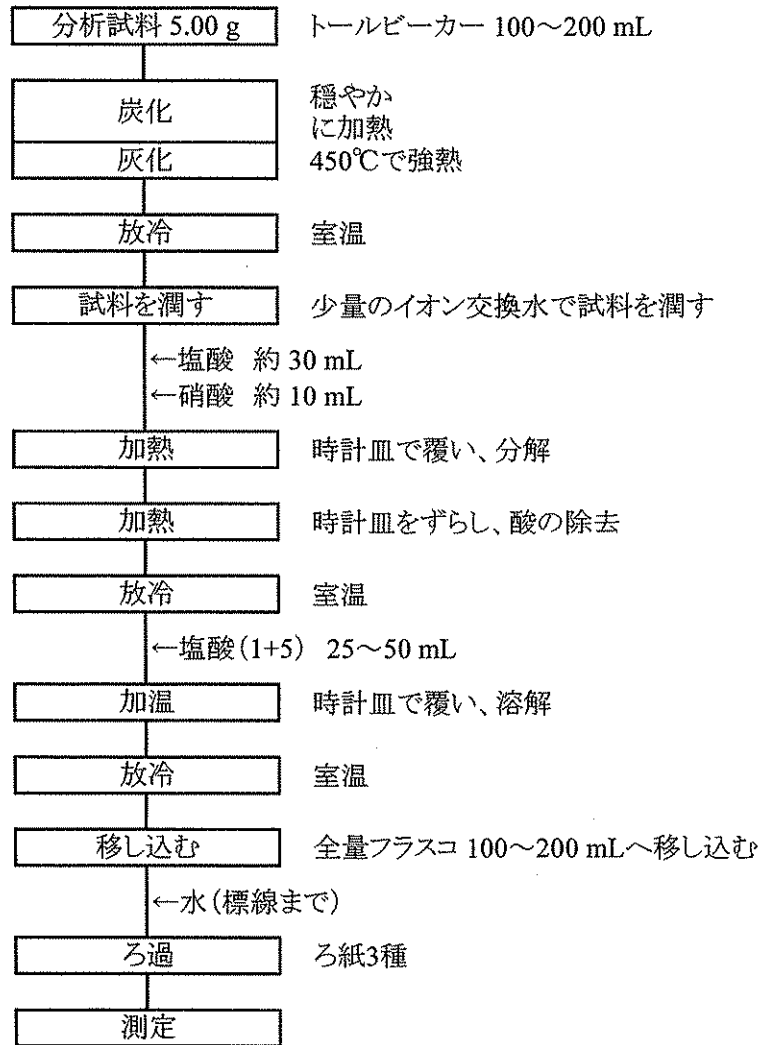 分析試料 5.00 g トールビーカー 100～200 mL
炭化 穏やか
に加熱
灰化 450℃で強熱
放冷 室温
試料を潤す 少量のイオン交換水で試料を潤す
←塩酸 約 30 mL
←硝酸 約 10 mL
加熱 時計皿で覆い、分解
加熱 時計皿をずらし、酸の除去
放冷 室温
←塩酸(1+5) 25～50 mL
加温 時計皿で覆い、溶解
放冷 室温
移し込む 全量フラスコ 100～200 mLへ移し込む
←水(標線まで)
ろ過 ろ紙3種
測定